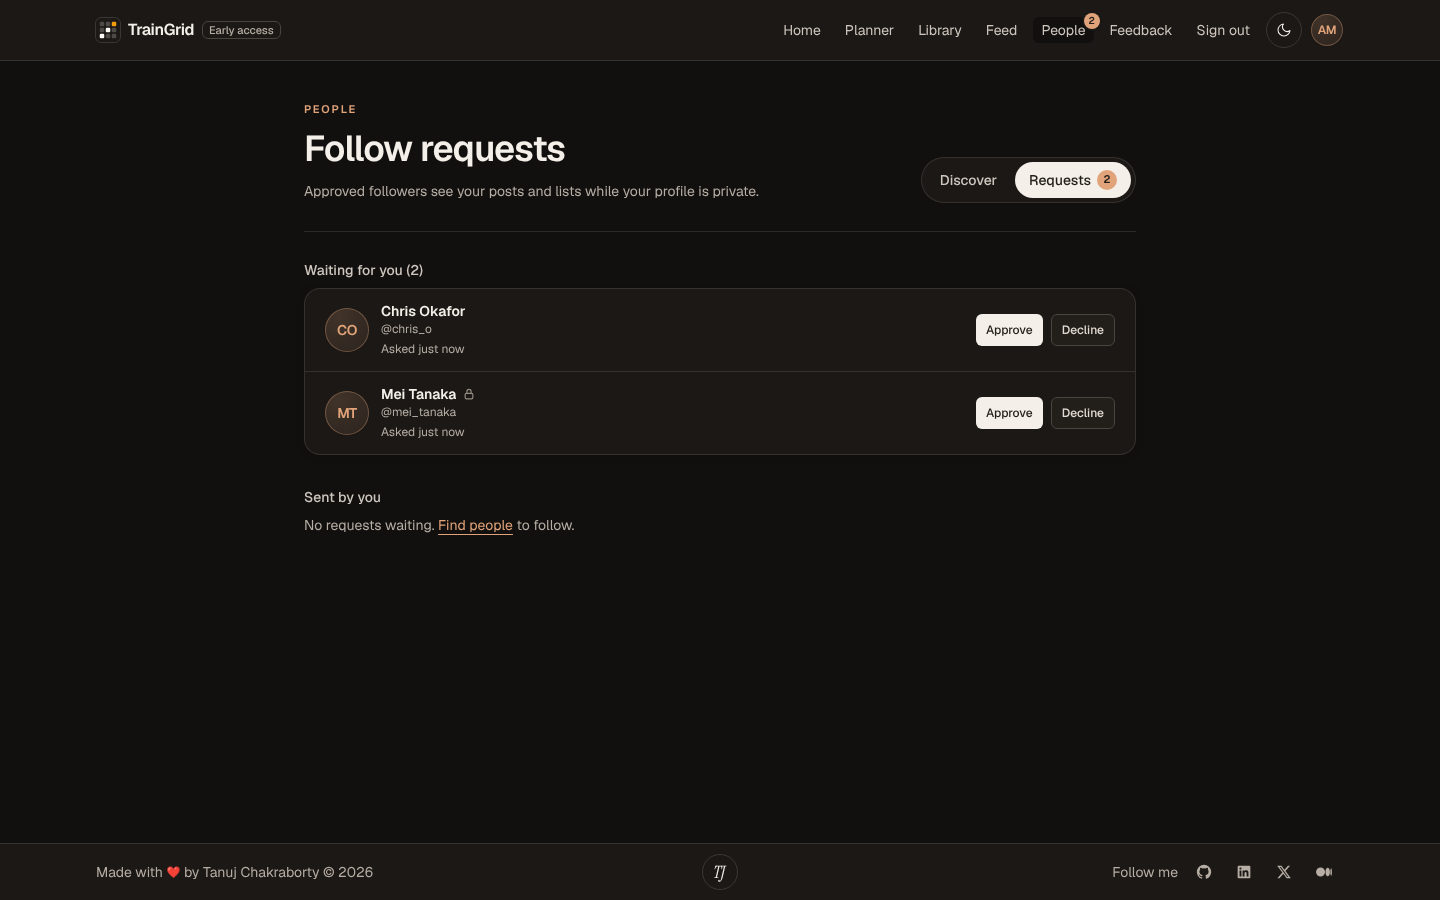 TrainGrid Early access Home Planner Library Feed People 2 Feedback Sign out AM
PEOPLE
Follow requests
Approved followers see your posts and lists while your profile is private.
Discover Requests 2
Waiting for you (2)
CO Chris Okafor
@chris_o
Asked just now
Approve Decline
MT Mei Tanaka
@mei_tanaka
Asked just now
Approve Decline
Sent by you
No requests waiting. Find people to follow.
Made with ❤️ by Tanuj Chakraborty © 2026 TJ Follow me